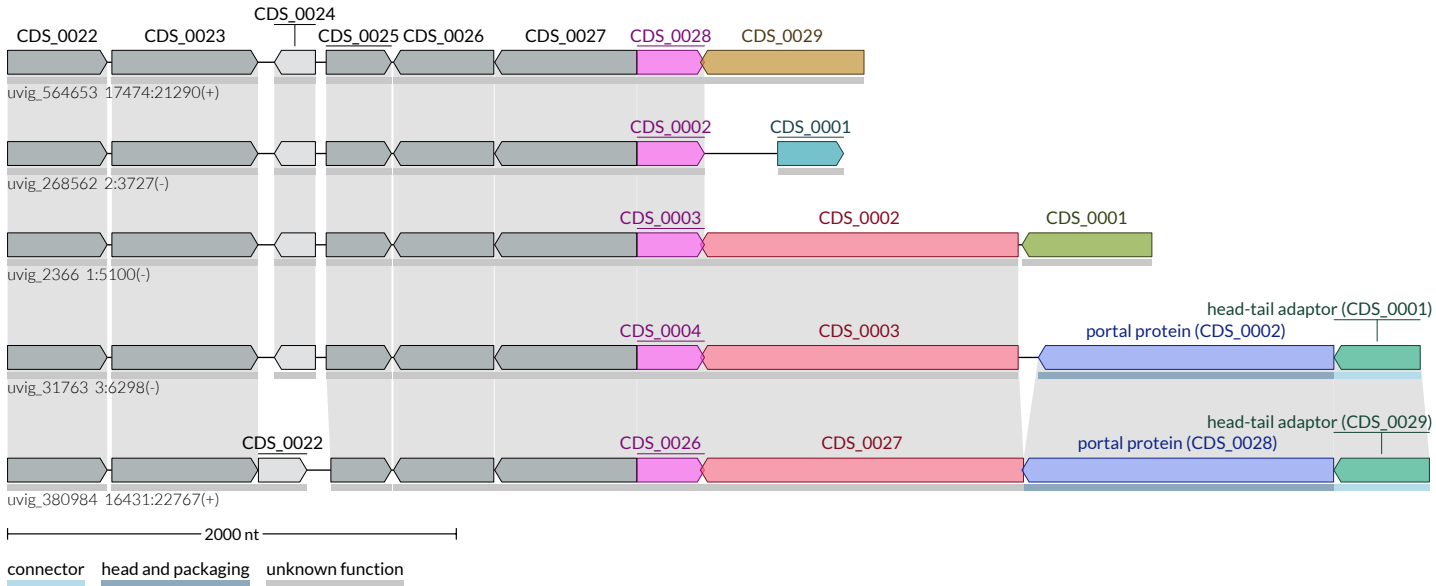 CDS_0024
CDS_0022 CDS_0023 CDS_0025 CDS_0026 CDS_0027 CDS_0028 CDS_0029
uvig_564653 17474:21290(+)
CDS_0002 CDS_0001
uvig_268562 2:3727(-)
CDS_0003 CDS_0002 CDS_0001
uvig_2366 1:5100(-)
head-tail adaptor (CDS_0001)
CDS_0004 CDS_0003 portal protein (CDS_0002)
uvig_31763 3:6298(-)
head-tail adaptor (CDS_0029)
CDS_0022 CDS_0026 CDS_0027 portal protein (CDS_0028)
uvig_380984 16431:22767(+)
2000 nt
connector head and packaging unknown function